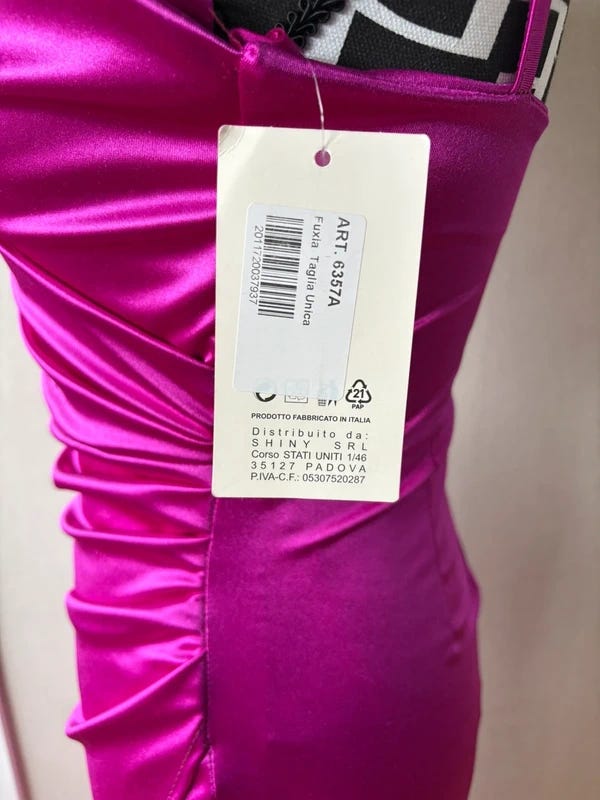 ART. 6357A
Fuxia Taglia Unica
2011720037937
21
PAP
PRODOTTO FABBRICATO IN ITALIA
Distribuito da:
SHINY SRL
Corso STATI UNITI 1/46
35127 PADOVA
P.IVA-C.F.: 05307520287